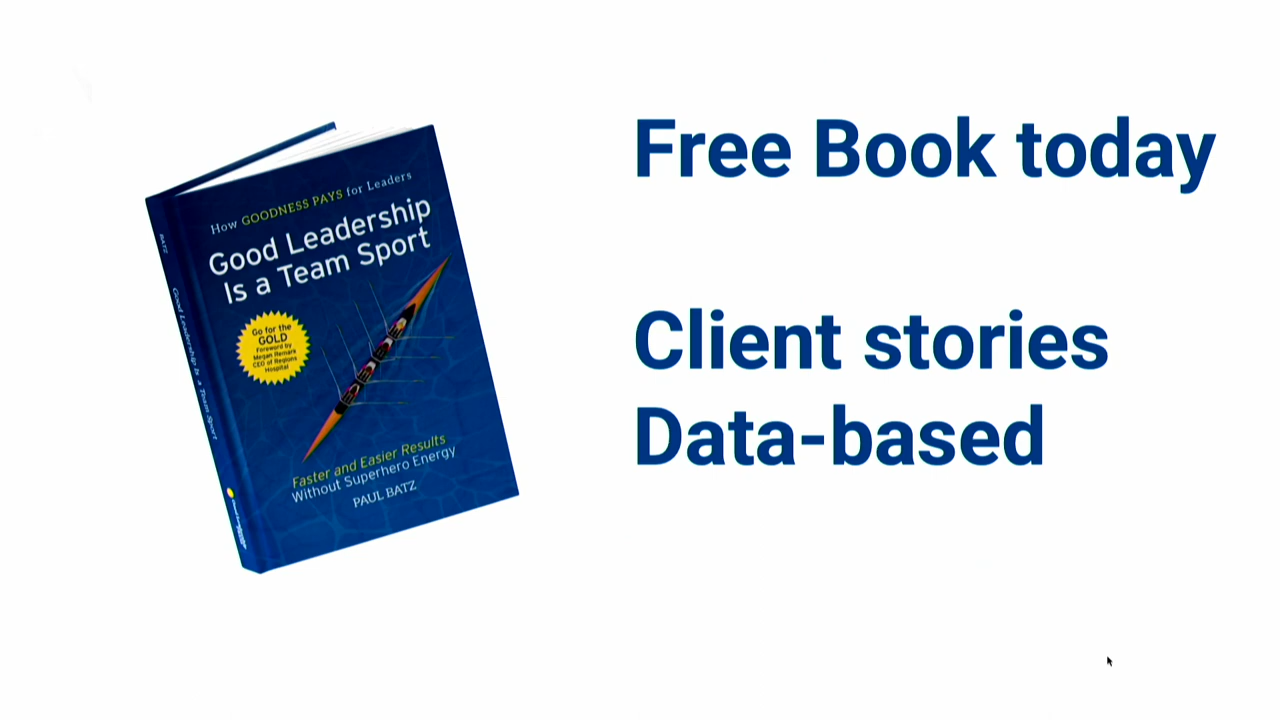 How GOODNESS PAYS for Leaders
Good Leadership
Is a Team Sport
Go for the
GOLD
Foreword by
Megan Remark
CEO of Regions
Hospital
Faster and Easier Results
Without Superhero Energy
PAUL BATZ
BATZ
Good Leadership Is a Team Sport
Free Book today
Client stories
Data-based